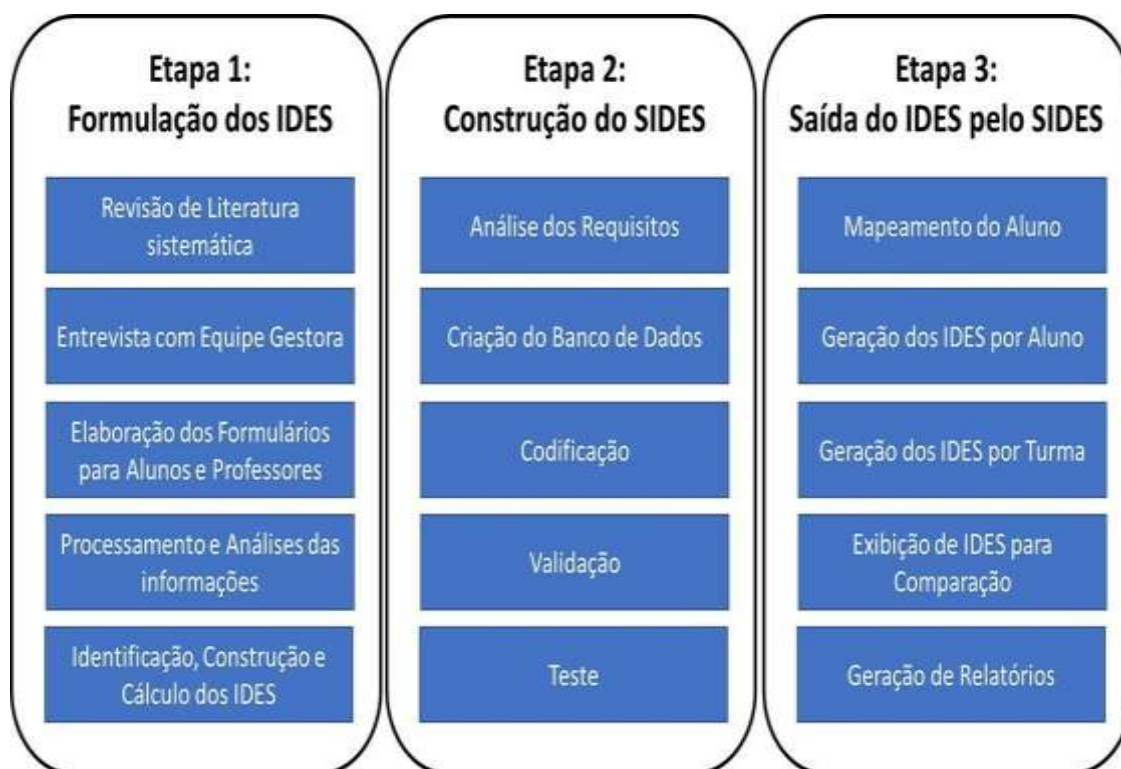 Etapa 1:
Formulação dos IDES
Revisão de Literatura
sistemática
Entrevista com Equipe Gestora
Elaboração dos Formulários
para Alunos e Professores
Processamento e Análises das
informações
Identificação, Construção e
Cálculo dos IDES
Etapa 2:
Construção do SIDES
Análise dos Requisitos
Criação do Banco de Dados
Codificação
Validação
Teste
Etapa 3:
Saída do IDES pelo SIDES
Mapeamento do Aluno
Geração dos IDES por Aluno
Geração dos IDES por Turma
Exibição de IDES para
Comparação
Geração de Relatórios